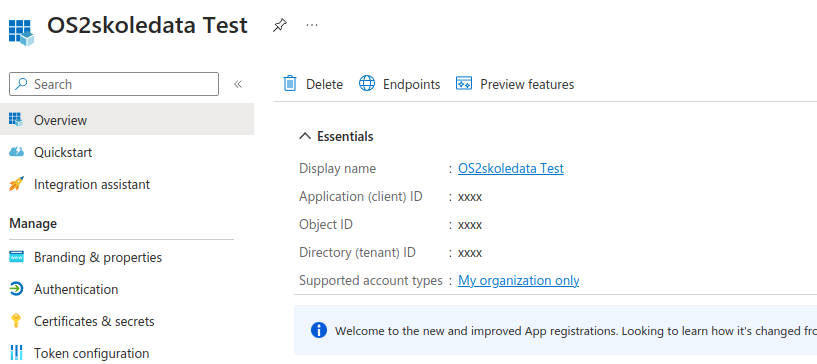 OS2skoledata Test
Search
Overview
Quickstart
Integration assistant
Manage
Branding & properties
Authentication
Certificates & secrets
Token configuration
Delete
Endpoints
Preview features
Essentials
Display name : OS2skoledata Test
Application (client) ID : xxxx
Object ID : xxxx
Directory (tenant) ID : xxxx
Supported account types : My organization only
Welcome to the new and improved App registrations. Looking to learn how it's changed fro